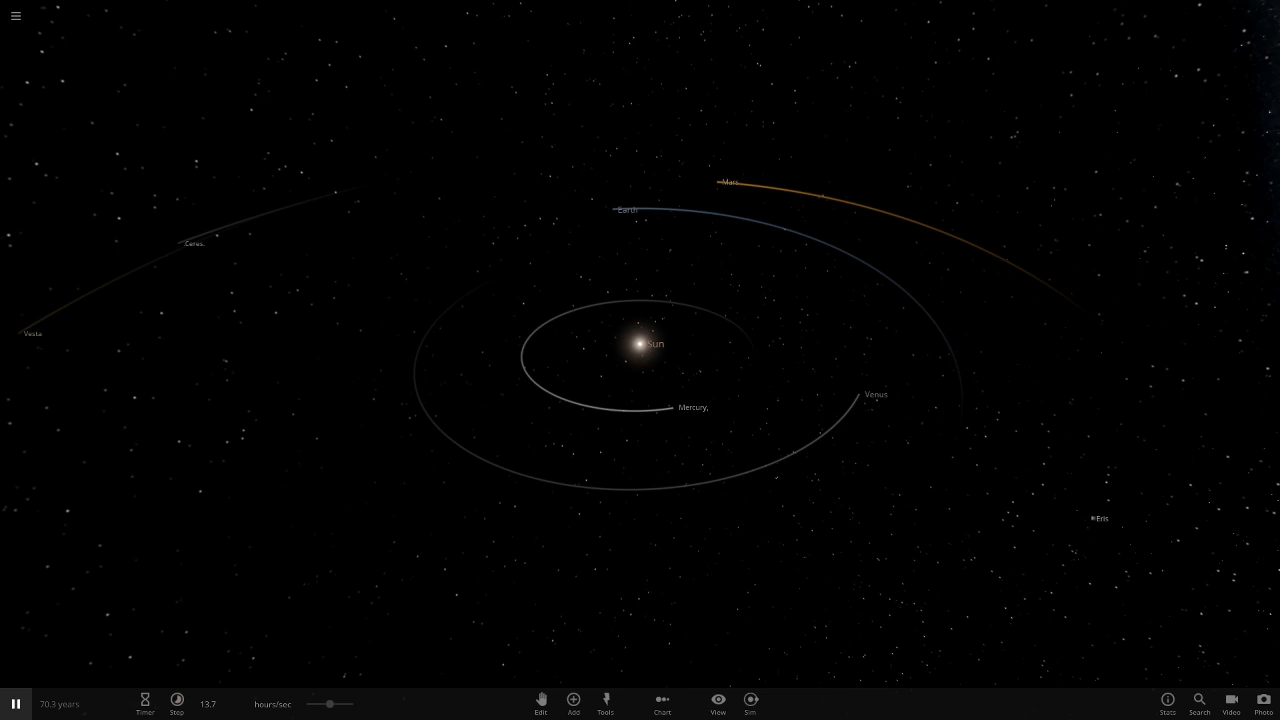 Mars
Earth
Ceres
Vesta
Sun
Venus
Mercury,
Eris
70.3 years
Timer
Step
13.7
hours/sec
Edit
Add
Tools
Chart
View
Sim
Stats
Search
Video
Photo